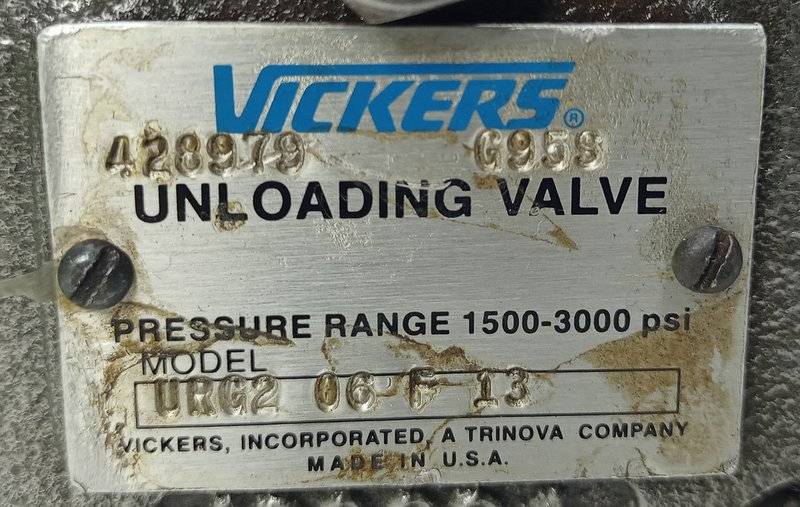 VICKERS®
428979 G95S
UNLOADING VALVE
PRESSURE RANGE 1500-3000 psi
MODEL
URG2 06 F 13
VICKERS, INCORPORATED, A TRINOVA COMPANY
MADE IN U.S.A.